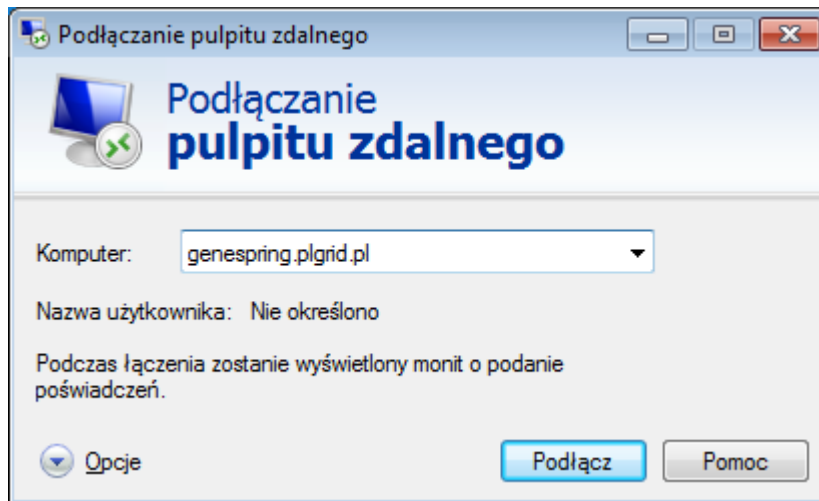 Podłączanie pulpitu zdalnego
Podłączanie
pulpitu zdalnego
Komputer: genespring.plgrid.pl
Nazwa użytkownika: Nie określono
Podczas łączenia zostanie wyświetlony monit o podanie
poświadczeń.
Opcje Podłącz Pomoc